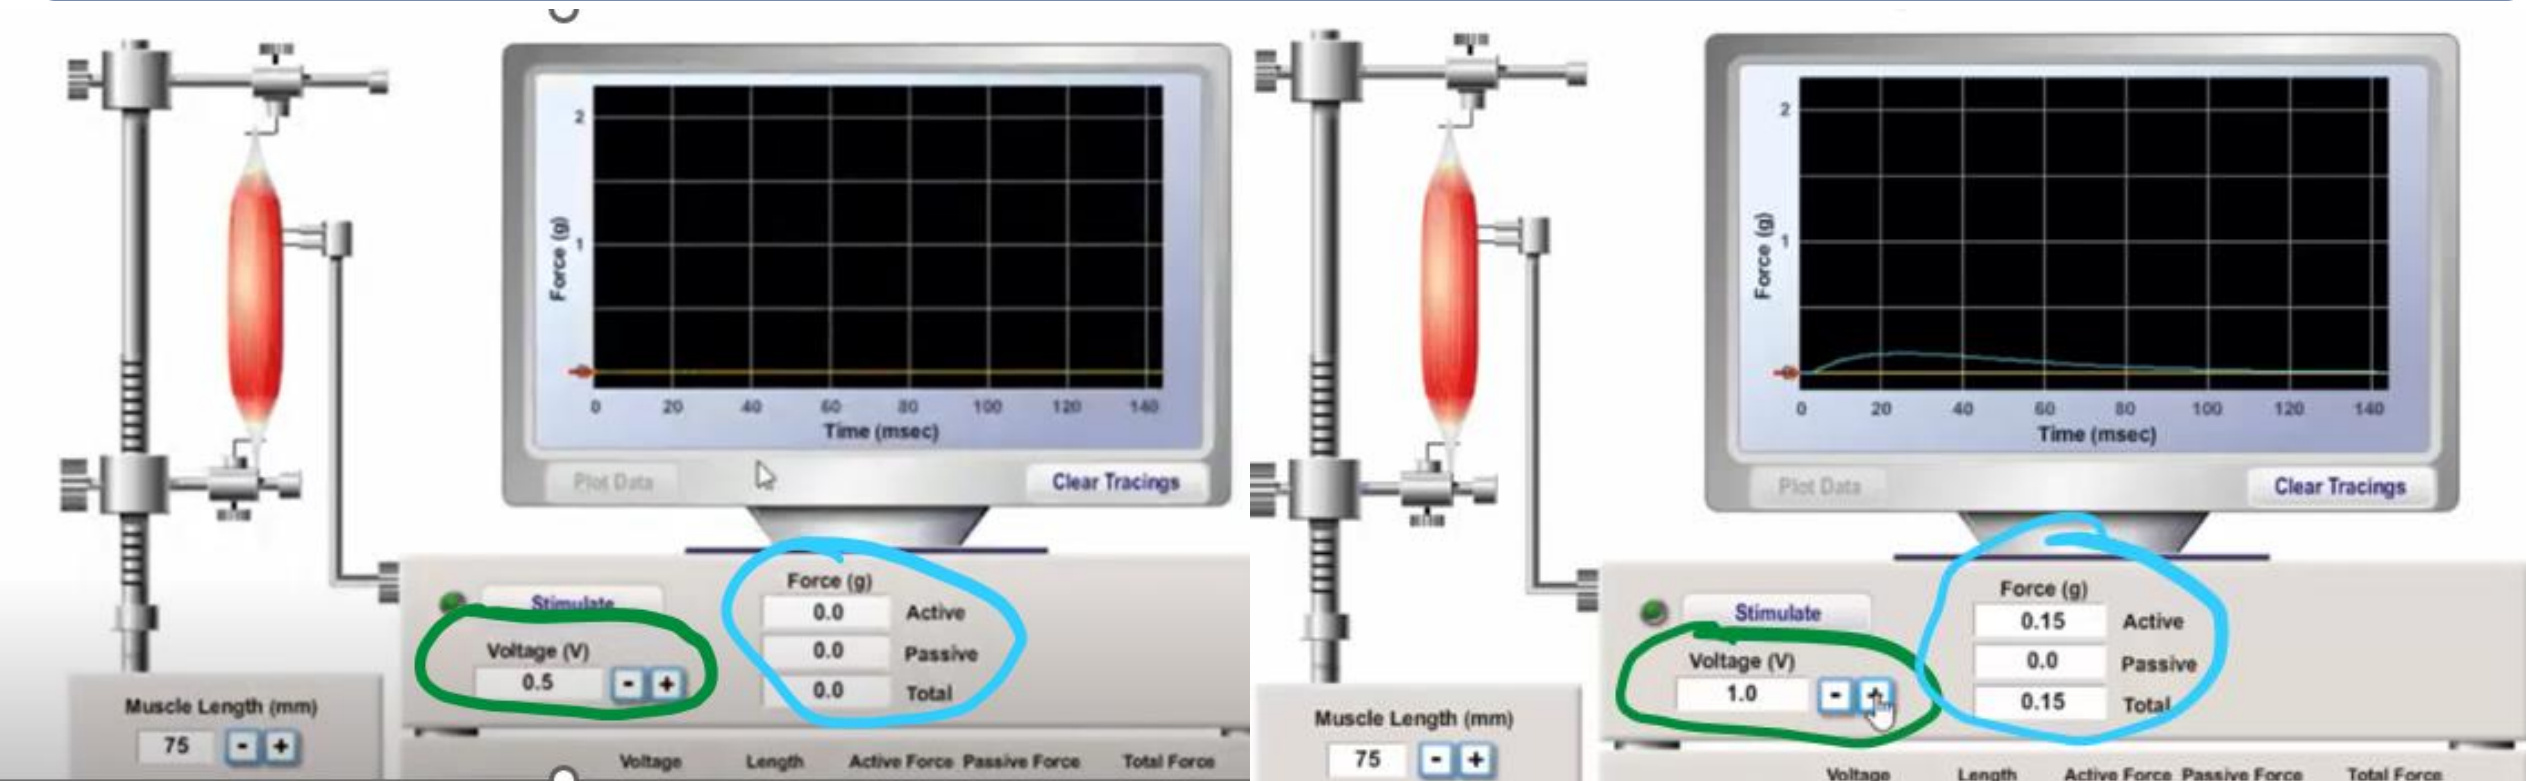 2
1
0
Force (g)
0 20 40 60 80 100 120 140
Time (msec)
Plot Data
Clear Tracings
Stimulate
Voltage (V)
0.5 - +
Force (g)
0.0 Active
0.0 Passive
0.0 Total
Muscle Length (mm)
75 - +
Voltage Length Active Force Passive Force Total Force
2
1
Force (g)
0 20 40 60 80 100 120 140
Time (msec)
Plot Data
Clear Tracings
Stimulate
Voltage (V)
1.0 - +
Force (g)
0.15 Active
0.0 Passive
0.15 Total
Muscle Length (mm)
75 - +
Voltage Length Active Force Passive Force Total Force